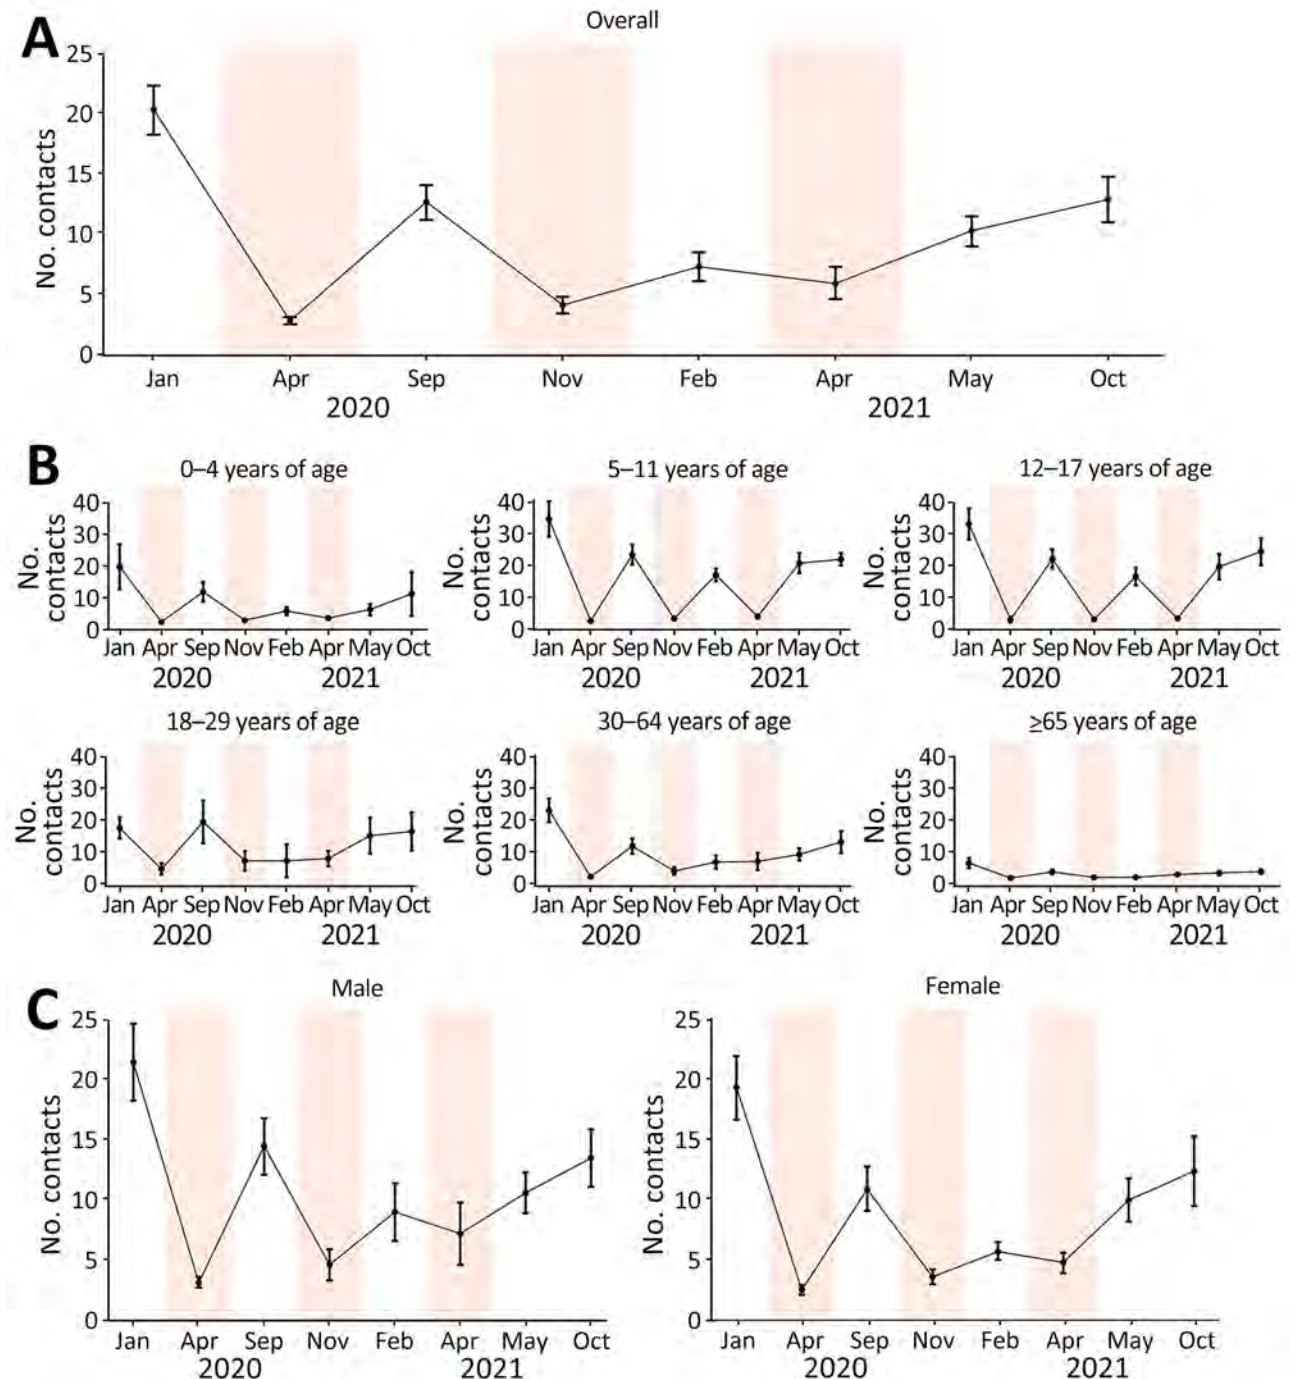 A
Overall
No. contacts
25
20
15
10
5
0
Jan Apr Sep Nov Feb Apr May Oct
2020 2021
B
0–4 years of age 5–11 years of age 12–17 years of age
No. contacts No. contacts No. contacts
40 40 40
30 30 30
20 20 20
10 10 10
0 0 0
Jan Apr Sep Nov Feb Apr May Oct Jan Apr Sep Nov Feb Apr May Oct Jan Apr Sep Nov Feb Apr May Oct
2020 2021 2020 2021 2020 2021
18–29 years of age 30–64 years of age ≥65 years of age
No. contacts No. contacts No. contacts
40 40 40
30 30 30
20 20 20
10 10 10
0 0 0
Jan Apr Sep Nov Feb Apr May Oct Jan Apr Sep Nov Feb Apr May Oct Jan Apr Sep Nov Feb Apr May Oct
2020 2021 2020 2021 2020 2021
C
Male Female
No. contacts No. contacts
25 25
20 20
15 15
10 10
5 5
0 0
Jan Apr Sep Nov Feb Apr May Oct Jan Apr Sep Nov Feb Apr May Oct
2020 2021 2020 2021